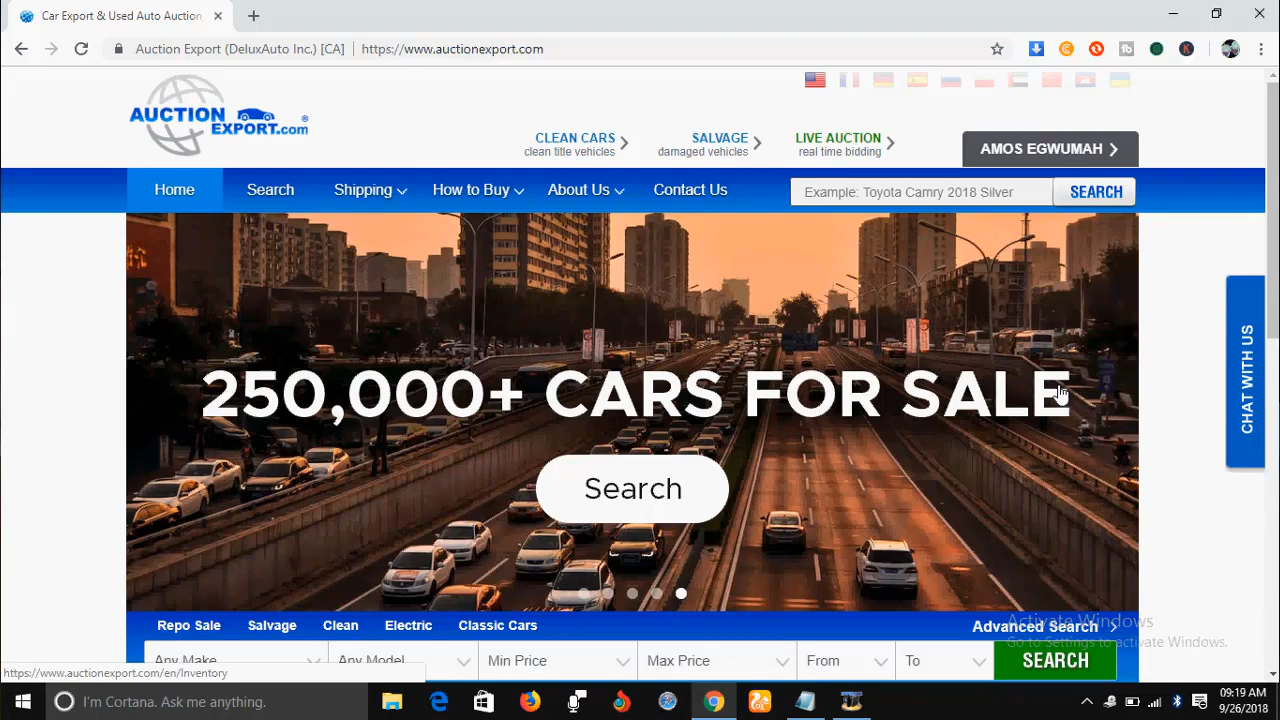 Car Export & Used Auto Auction
Auction Export (DeluxAuto Inc.) [CA] https://www.auctionexport.com
AUCTION
EXPORT.com ®
CLEAN CARS
clean title vehicles
SALVAGE
damaged vehicles
LIVE AUCTION
real time bidding
AMOS EGWUMAH
Home Search Shipping How to Buy About Us Contact Us
Example: Toyota Camry 2018 Silver SEARCH
CHAT WITH US
250,000+ CARS FOR SALE
Search
Repo Sale Salvage Clean Electric Classic Cars Advanced Search
Activate Windows
Go to Settings to activate Windows.
Any Make Any Model Min Price Max Price From To SEARCH
https://www.auctionexport.com/en/Inventory
I'm Cortana. Ask me anything.
09:19 AM
9/26/2018